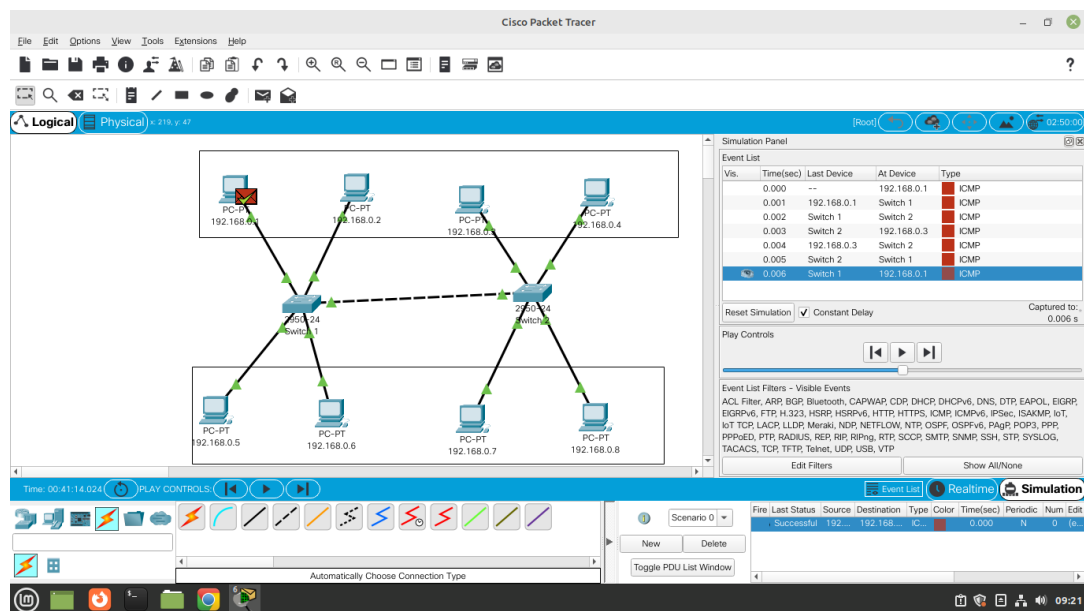 Cisco Packet Tracer
File Edit Options View Tools Extensions Help
?
Logical Physical x: 219, y: 47 [Root] 02:50:00
PC-PT
192.168.0.1
PC-PT
192.168.0.2
PC-PT
192.168.0.3
PC-PT
192.168.0.4
2950-24
Switch 1
2950-24
Switch 2
PC-PT
192.168.0.5
PC-PT
192.168.0.6
PC-PT
192.168.0.7
PC-PT
192.168.0.8
Simulation Panel
Event List
Vis. Time(sec) Last Device At Device Type
0.000 -- 192.168.0.1 ICMP
0.001 192.168.0.1 Switch 1 ICMP
0.002 Switch 1 Switch 2 ICMP
0.003 Switch 2 192.168.0.3 ICMP
0.004 192.168.0.3 Switch 2 ICMP
0.005 Switch 2 Switch 1 ICMP
0.006 Switch 1 192.168.0.1 ICMP
Reset Simulation Constant Delay Captured to:
0.006 s
Play Controls
Event List Filters - Visible Events
ACL Filter, ARP, BGP, Bluetooth, CAPWAP, CDP, DHCP, DHCPv6, DNS, DTP, EAPOL, EIGRP,
EIGRPv6, FTP, H.323, HSRP, HSRPv6, HTTP, HTTPS, ICMP, ICMPv6, IPSec, ISAKMP, IoT,
IoT TCP, LACP, LLDP, Meraki, NDP, NETFLOW, NTP, OSPF, OSPFv6, PAgP, POP3, PPP,
PPPoED, PTP, RADIUS, REP, RIP, RIPng, RTP, SCCP, SMTP, SNMP, SSH, STP, SYSLOG,
TACACS, TCP, TFTP, Telnet, UDP, USB, VTP
Edit Filters Show All/None
Time: 00:41:14.024 PLAY CONTROLS: Event List Realtime Simulation
Automatically Choose Connection Type
Scenario 0
New Delete
Toggle PDU List Window
Fire Last Status Source Destination Type Color Time(sec) Periodic Num Edit
Successful 192.... 192.168.... IC... 0.000 N 0 (e...
6
09:21